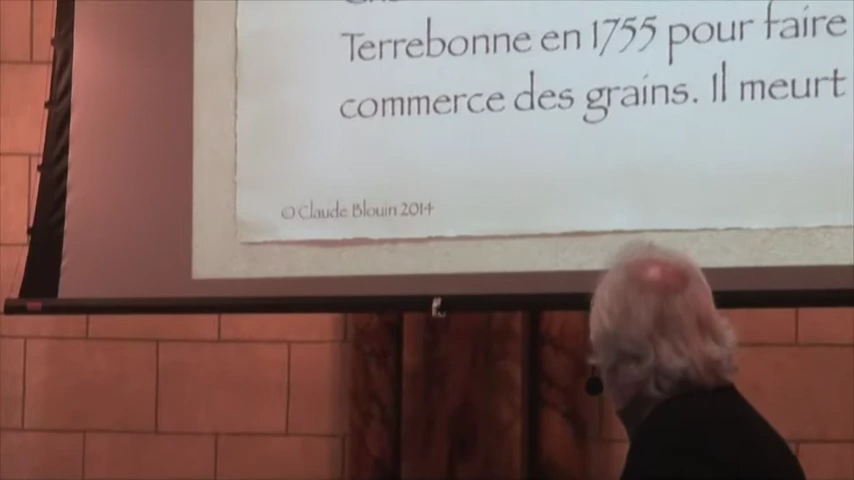 Terrebonne en 1755 pour faire
commerce des grains. Il meurt
© Claude Blouin 2014